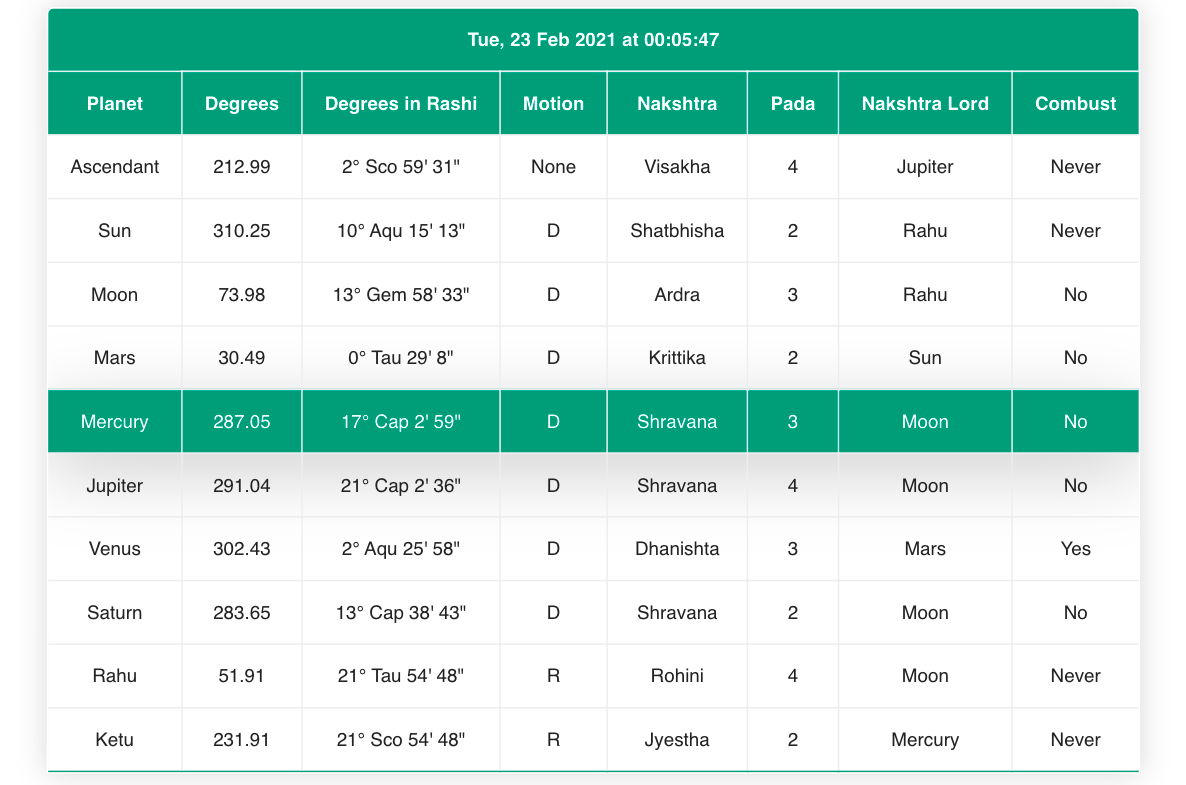 Tue, 23 Feb 2021 at 00:05:47
Planet Degrees Degrees in Rashi Motion Nakshtra Pada Nakshtra Lord Combust
Ascendant 212.99 2° Sco 59' 31" None Visakha 4 Jupiter Never
Sun 310.25 10° Aqu 15' 13" D Shatbhisha 2 Rahu Never
Moon 73.98 13° Gem 58' 33" D Ardra 3 Rahu No
Mars 30.49 0° Tau 29' 8" D Krittika 2 Sun No
Mercury 287.05 17° Cap 2' 59" D Shravana 3 Moon No
Jupiter 291.04 21° Cap 2' 36" D Shravana 4 Moon No
Venus 302.43 2° Aqu 25' 58" D Dhanishta 3 Mars Yes
Saturn 283.65 13° Cap 38' 43" D Shravana 2 Moon No
Rahu 51.91 21° Tau 54' 48" R Rohini 4 Moon Never
Ketu 231.91 21° Sco 54' 48" R Jyestha 2 Mercury Never